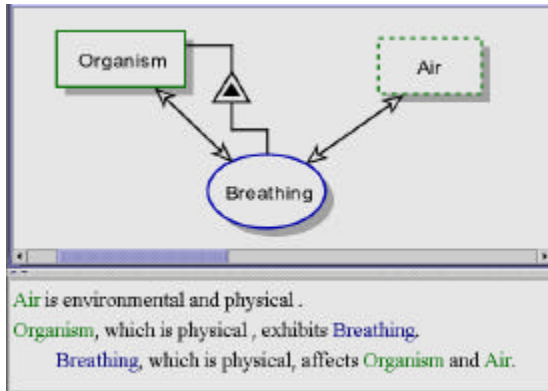 Organism
Air
Breathing
Air is environmental and physical .
Organism, which is physical , exhibits Breathing.
Breathing, which is physical, affects Organism and Air.